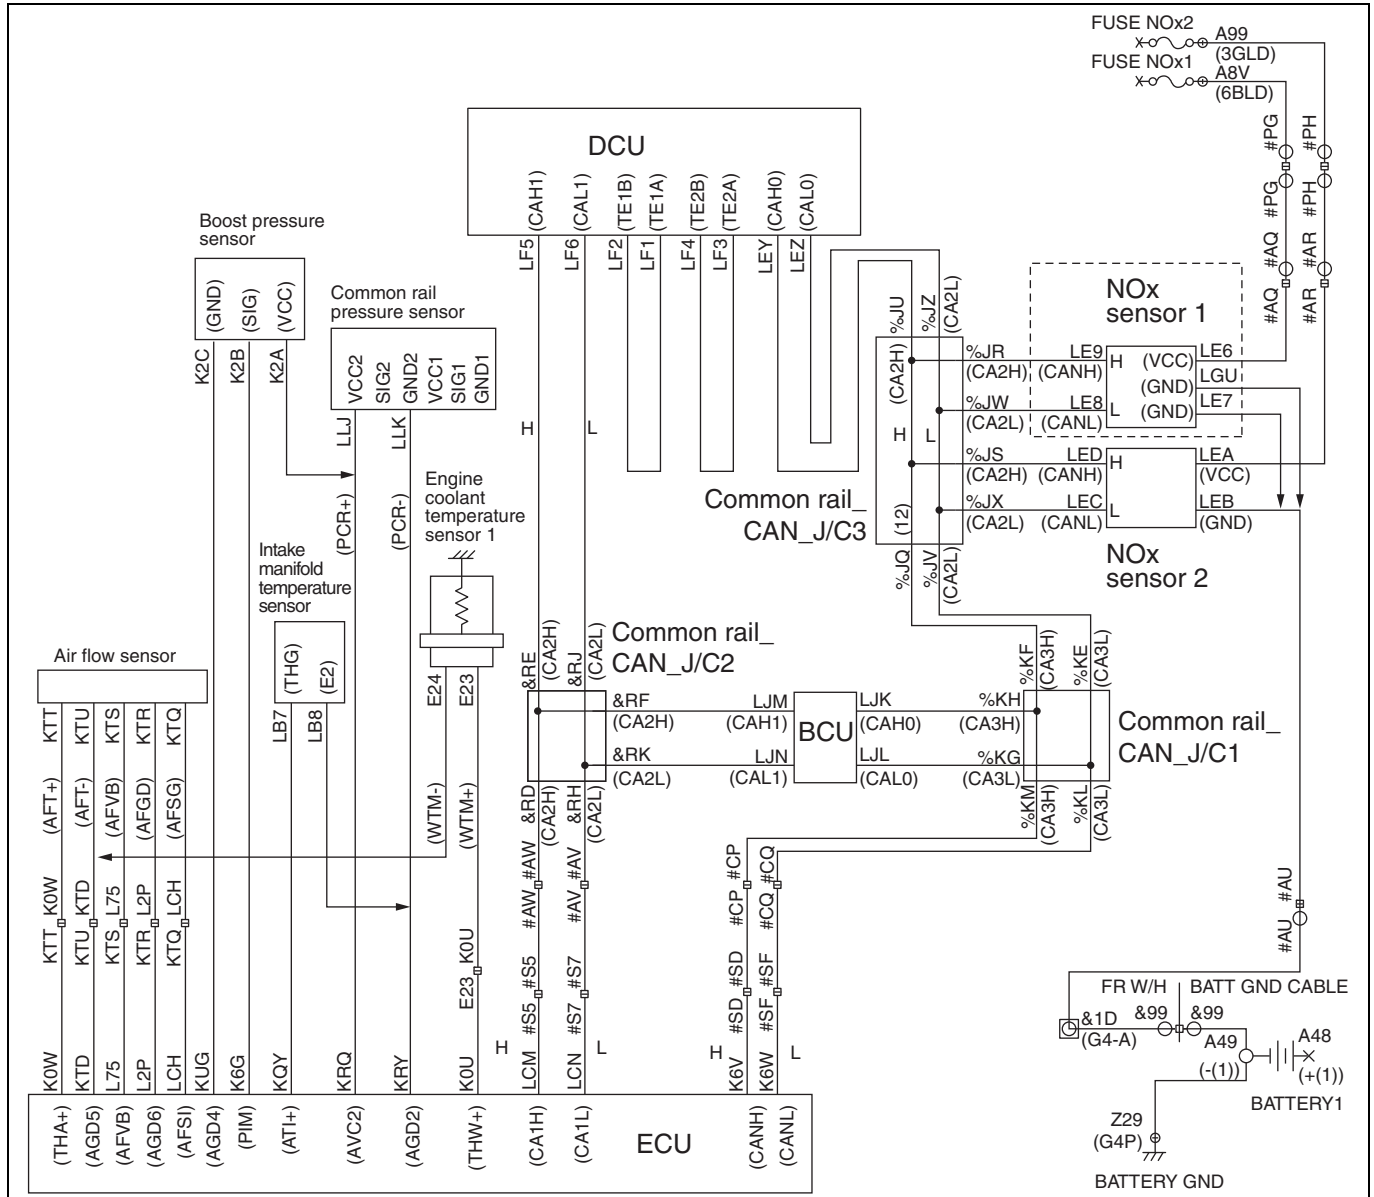 FUSE NOx2
A99
(3GLD)
FUSE NOx1
A8V
(6BLD)
#PG
#PH
#PG
#PH
#AQ
#AR
#AQ
#AR
DCU
(CAH1)
(CAL1)
(TE1B)
(TE1A)
(TE2B)
(TE2A)
(CAH0)
(CAL0)
LF5
LF6
LF2
LF1
LF4
LF3
LEY
LEZ
Boost pressure
sensor
(GND)
(SIG)
(VCC)
K2C
K2B
K2A
Common rail
pressure sensor
VCC2
SIG2
GND2
VCC1
SIG1
GND1
LLJ
LLK
(PCR+)
(PCR-)
H
L
%JU
%JZ
(CA2L)
(CA2H)
H
L
(12)
%JQ
%JV
(CA2L)
NOx
sensor 1
%JR
(CA2H)
LE9
(CANH)
H
(VCC)
LE6
(GND)
LGU
%JW
(CA2L)
LE8
(CANL)
L
(GND)
LE7
%JS
(CA2H)
LED
(CANH)
H
LEA
(VCC)
%JX
(CA2L)
LEC
(CANL)
L
LEB
(GND)
NOx
sensor 2
Common rail_
CAN_J/C3
Engine
coolant
temperature
sensor 1
E24
E23
(WTM-)
(WTM+)
Intake
manifold
temperature
sensor
(THG)
(E2)
LB7
LB8
Air flow sensor
KTT
KTU
KTS
KTR
KTQ
(AFT+)
(AFT-)
(AFVB)
(AFGD)
(AFSG)
K0W
KTD
L75
L2P
LCH
KTT
KTU
KTS
KTR
KTQ
K0U
E23
&RE
(CA2H)
&RJ
(CA2L)
Common rail_
CAN_J/C2
&RF
(CA2H)
LJM
(CAH1)
BCU
LJK
(CAH0)
%KH
(CA3H)
&RK
(CA2L)
LJN
(CAL1)
LJL
(CAL0)
%KG
(CA3L)
%KF
(CA3H)
%KE
(CA3L)
Common rail_
CAN_J/C1
%KM
(CA3H)
%KL
(CA3L)
&RD
(CA2H)
&RH
(CA2L)
#AW
#AV
#AW
#AV
#S5
#S7
#S5
#S7
H
L
#CP
#CQ
#CP
#CQ
#SD
#SF
#SD
#SF
H
L
#AU
#AU
FR W/H
BATT GND CABLE
&1D
(G4-A)
&99
&99
A49
(-(1))
A48
(+(1))
BATTERY1
Z29
(G4P)
BATTERY GND
K0W
KTD
L75
L2P
LCH
KUG
K6G
KQY
KRQ
KRY
K0U
LCM
LCN
K6V
K6W
(THA+)
(AGD5)
(AFVB)
(AGD6)
(AFSI)
(AGD4)
(PIM)
(ATI+)
(AVC2)
(AGD2)
(THW+)
(CA1H)
(CA1L)
ECU
(CANH)
(CANL)